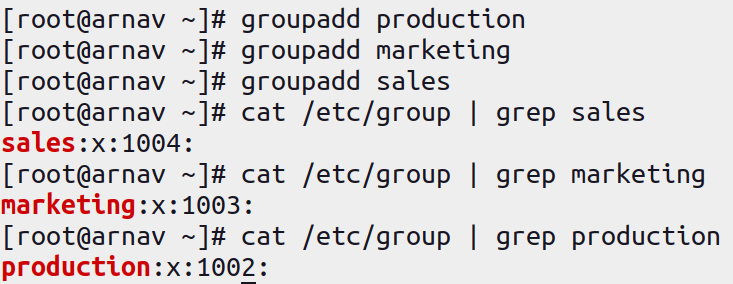 [root@arnav ~]# groupadd production
[root@arnav ~]# groupadd marketing
[root@arnav ~]# groupadd sales
[root@arnav ~]# cat /etc/group | grep sales
sales:x:1004:
[root@arnav ~]# cat /etc/group | grep marketing
marketing:x:1003:
[root@arnav ~]# cat /etc/group | grep production
production:x:1002: